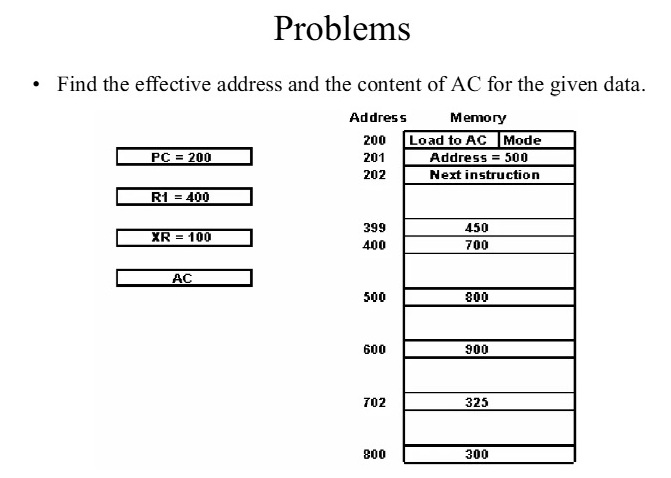 Problems
• Find the effective address and the content of AC for the given data.
Address Memory
200 Load to AC Mode
PC = 200 201 Address = 500
202 Next instruction
R1 = 400
399 450
XR = 100 400 700
AC
500 800
600 900
702 325
800 300